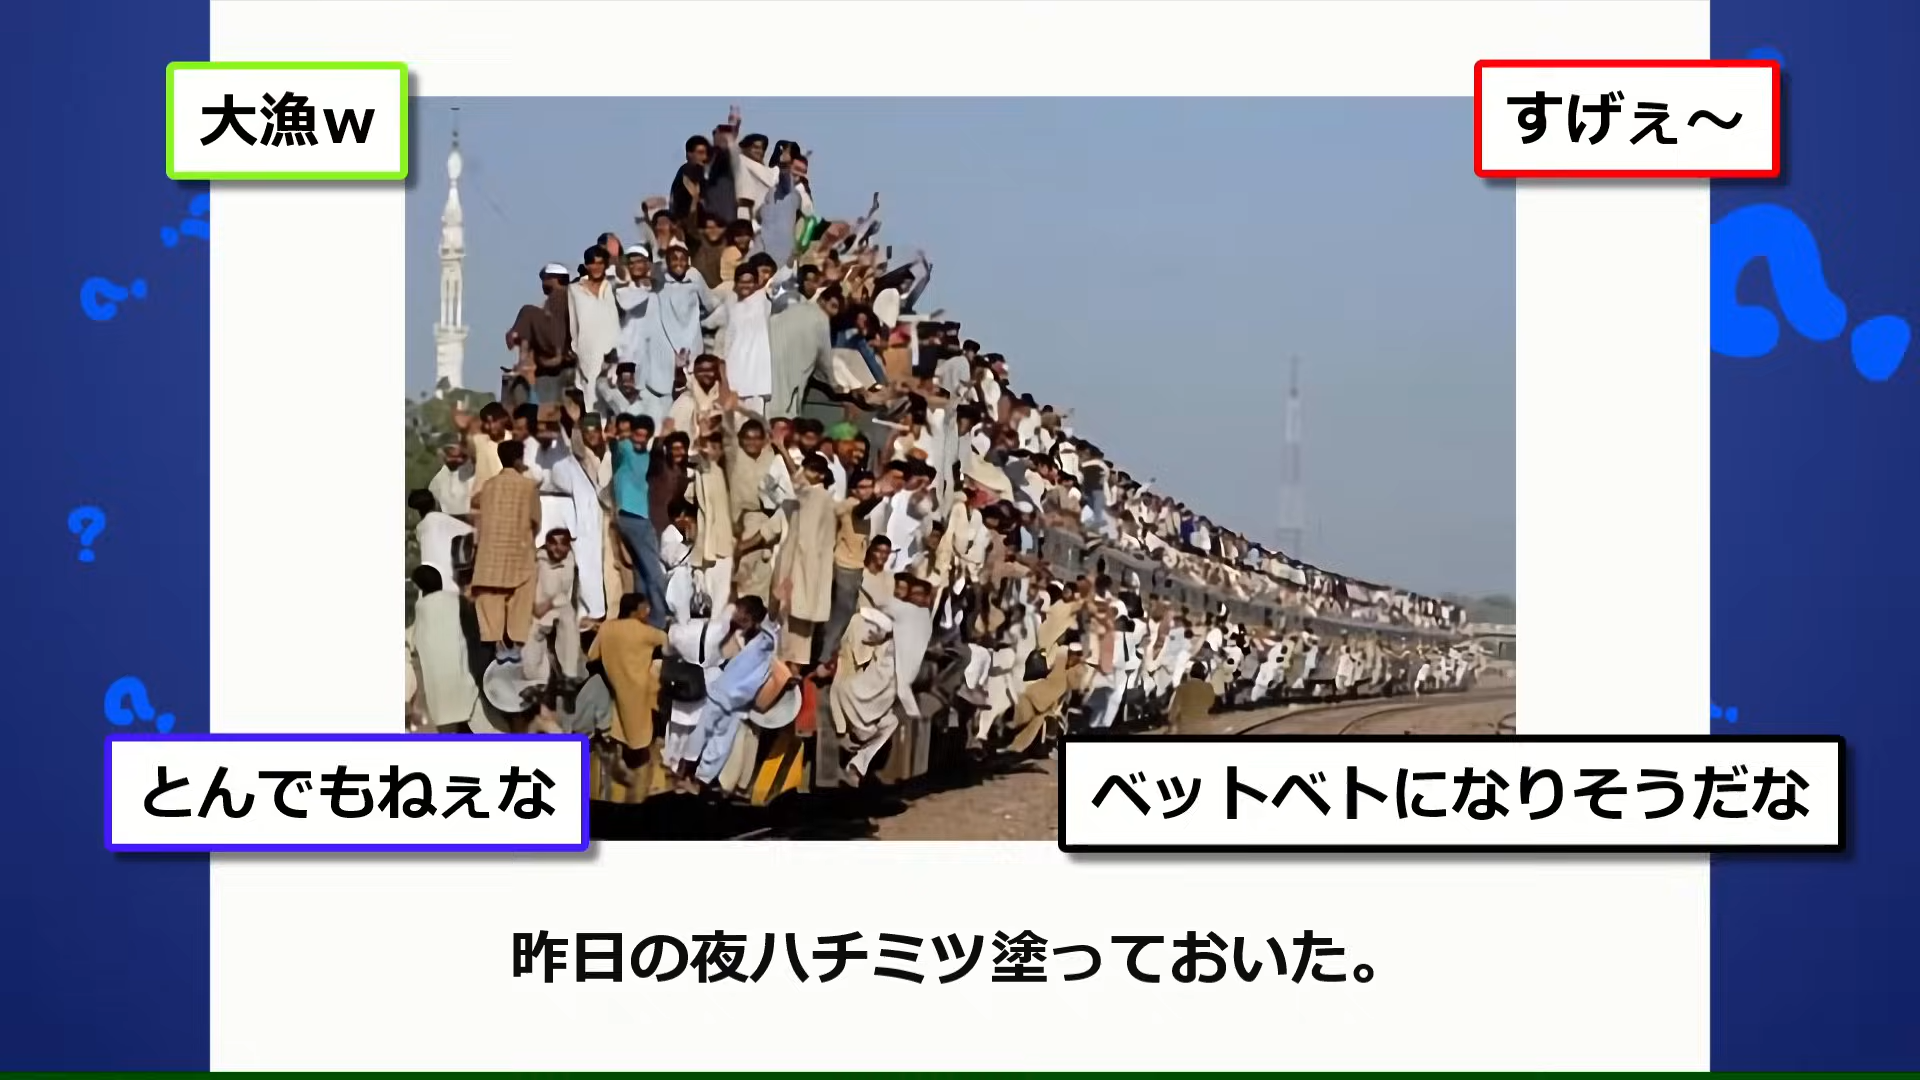 大漁w
すげぇ～
とんでもねぇな
ベットベトになりそうだな
昨日の夜ハチミツ塗っておいた。